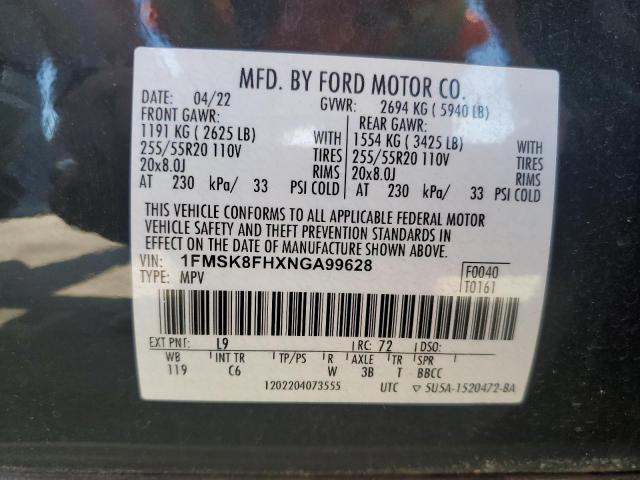 MFD. BY FORD MOTOR CO.
DATE: 04/22 GVWR: 2694 KG ( 5940 LB)
FRONT GAWR: REAR GAWR:
1191 KG ( 2625 LB) WITH 1554 KG ( 3425 LB) WITH
255/55R20 110V TIRES 255/55R20 110V TIRES
20x8.0J RIMS 20x8.0J RIMS
AT 230 kPa/ 33 PSI COLD AT 230 kPa/ 33 PSI COLD
THIS VEHICLE CONFORMS TO ALL APPLICABLE FEDERAL MOTOR
VEHICLE SAFETY AND THEFT PREVENTION STANDARDS IN
EFFECT ON THE DATE OF MANUFACTURE SHOWN ABOVE.
VIN: 1FMSK8FHXNGA99628 F0040
TYPE: MPV T0161
EXT PNT: L9 RC: 72 DSO:
WB INT TR TP/PS R AXLE TR SPR
119 C6 W 3B T BBCC
1202204073555 UTC ▽ 5U5A-1520472-BA